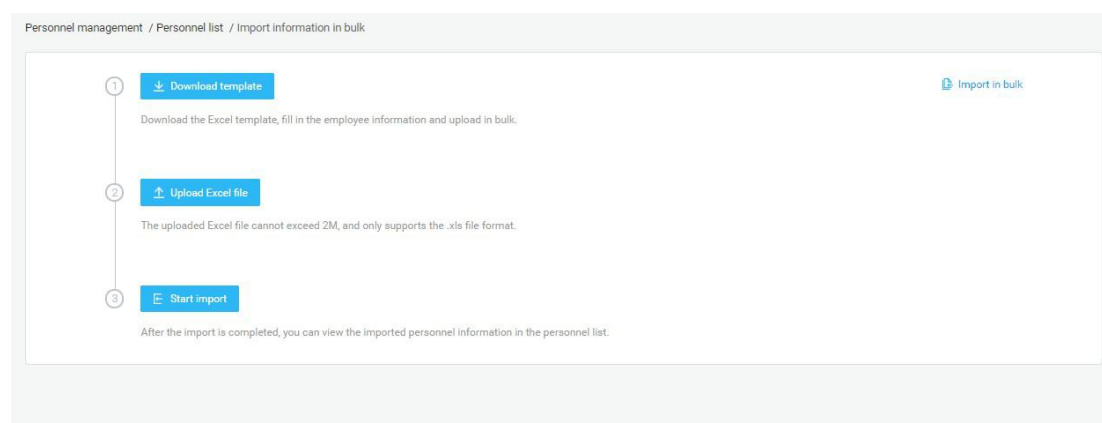 Personnel management / Personnel list / Import information in bulk
1 Download template
Import in bulk
Download the Excel template, fill in the employee information and upload in bulk.
2 Upload Excel file
The uploaded Excel file cannot exceed 2M, and only supports the .xls file format.
3 Start import
After the import is completed, you can view the imported personnel information in the personnel list.